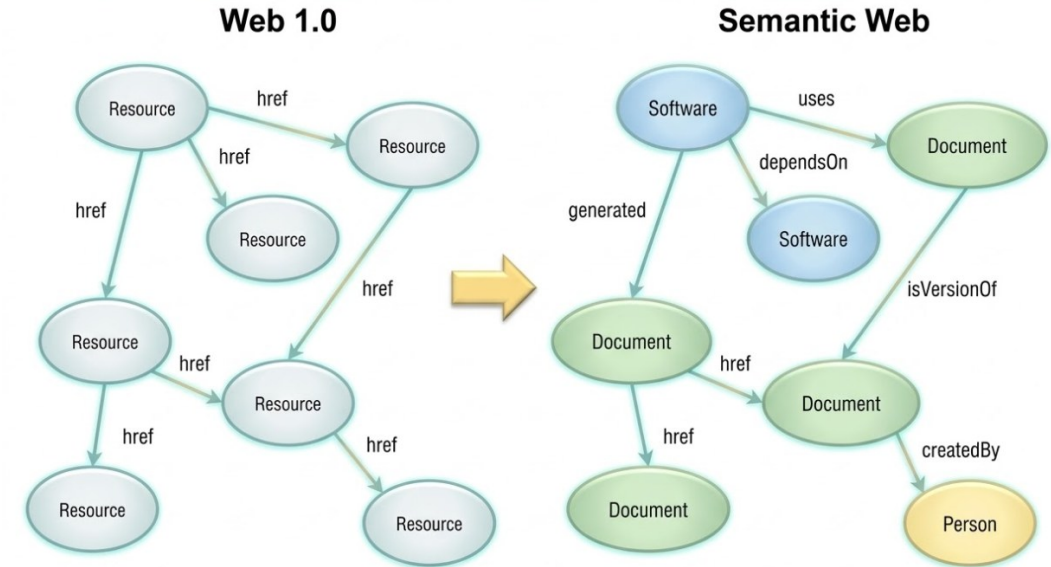 Web 1.0
Resource
href
Resource
href
Resource
href
href
Resource
href
Resource
href
href
Resource
Resource
Semantic Web
Software
uses
Document
dependsOn
Software
generated
isVersionOf
Document
href
Document
href
createdBy
Document
Person